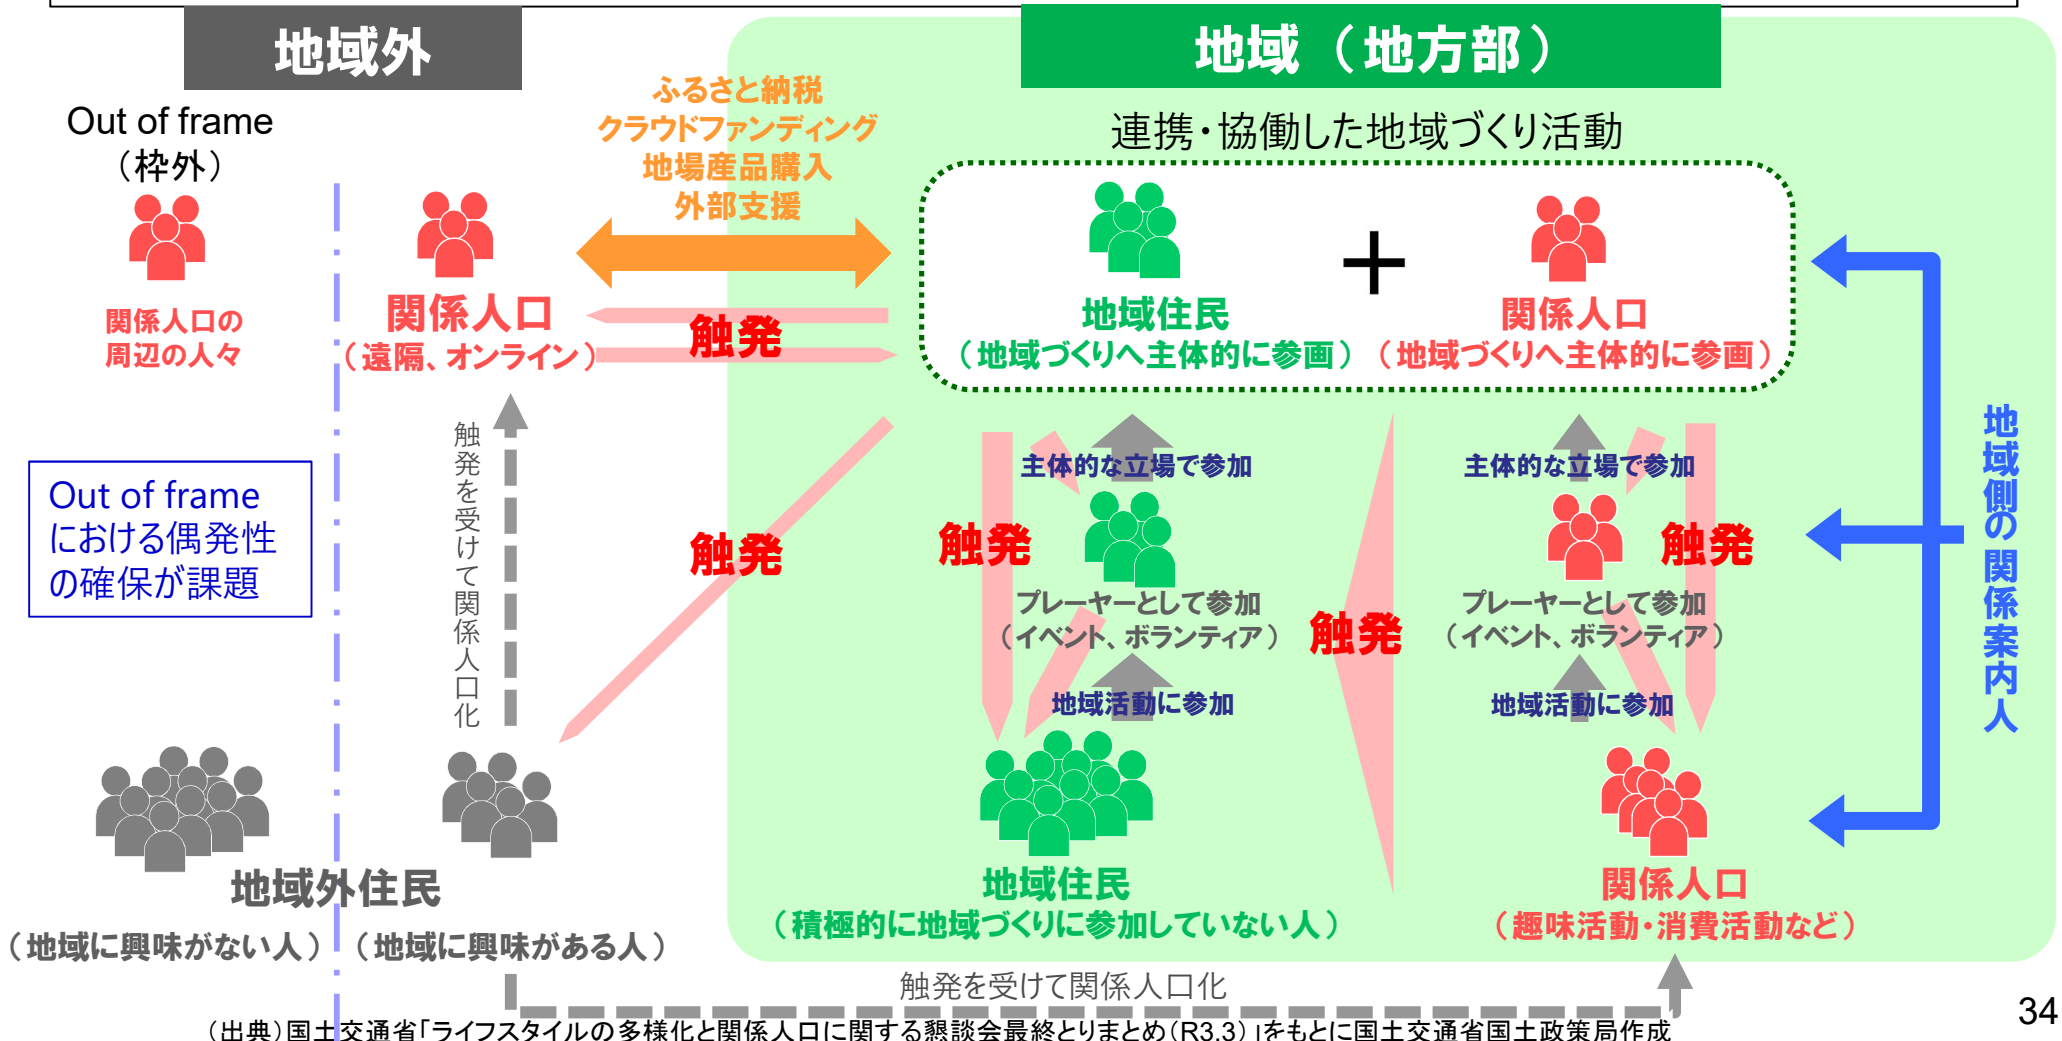 地域外
地域（地方部）
Out of frame
（枠外）
ふるさと納税
クラウドファンディング
地場産品購入
外部支援
連携・協働した地域づくり活動
関係人口の
周辺の人々
関係人口
（遠隔、オンライン）
触発
地域住民
（地域づくりへ主体的に参画）
＋
関係人口
（地域づくりへ主体的に参画）
Out of frame
における偶発性
の確保が課題
触発を受けて関係人口化
触発
触発
主体的な立場で参加
プレーヤーとして参加
（イベント、ボランティア）
地域活動に参加
触発
主体的な立場で参加
触発
プレーヤーとして参加
（イベント、ボランティア）
地域活動に参加
地域側の関係案内人
地域外住民
（地域に興味がない人）
（地域に興味がある人）
地域住民
（積極的に地域づくりに参加していない人）
関係人口
（趣味活動・消費活動など）
触発を受けて関係人口化
34
（出典）国土交通省「ライフスタイルの多様化と関係人口に関する懇談会最終とりまとめ（R3.3）」をもとに国土交通省国土政策局作成